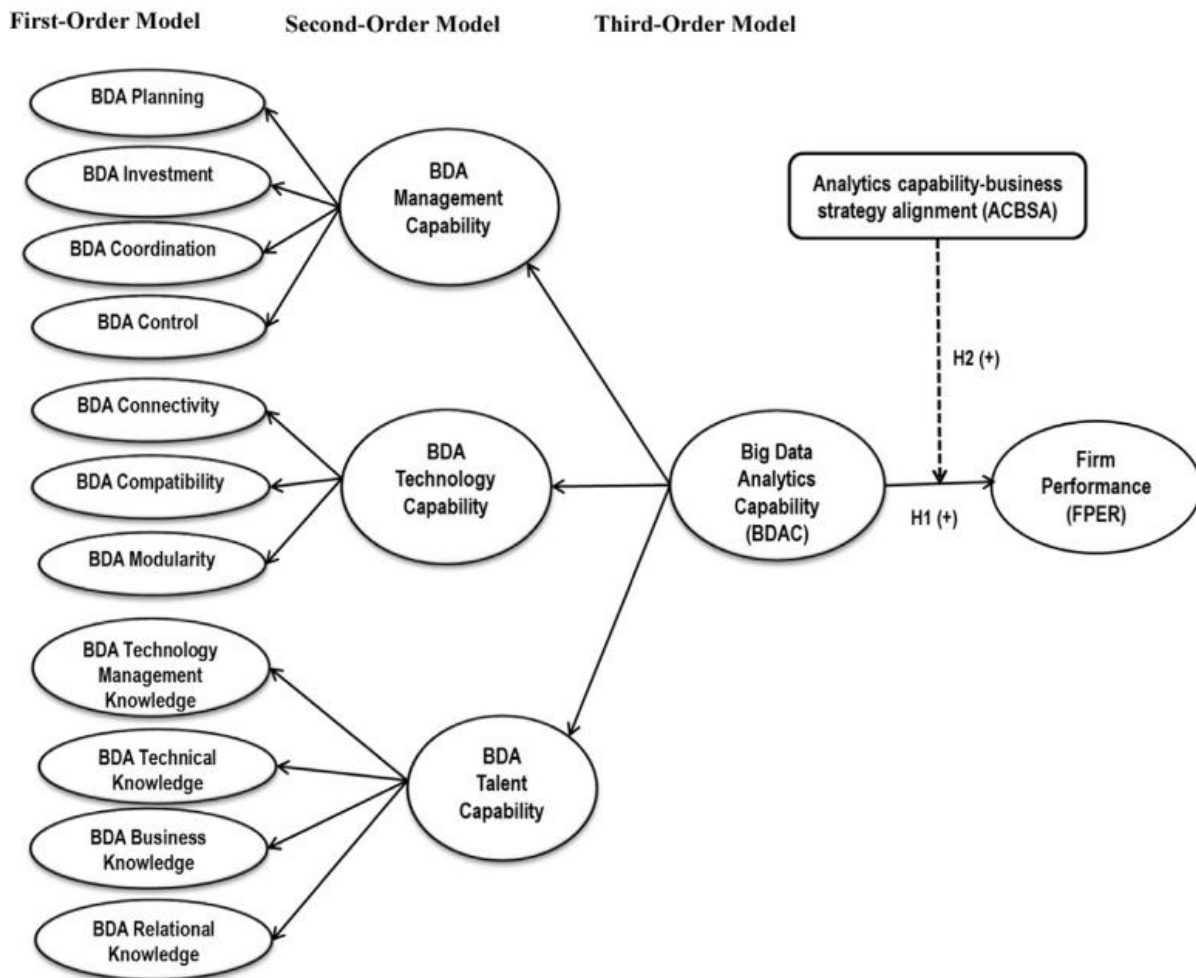 First-Order Model
Second-Order Model
Third-Order Model
BDA Planning
BDA Investment
BDA Coordination
BDA Control
BDA Connectivity
BDA Compatibility
BDA Modularity
BDA Technology
Management
Knowledge
BDA Technical
Knowledge
BDA Business
Knowledge
BDA Relational
Knowledge
BDA
Management
Capability
BDA
Technology
Capability
BDA
Talent
Capability
Big Data
Analytics
Capability
(BDAC)
Analytics capability-business
strategy alignment (ACBSA)
H2 (+)
H1 (+)
Firm
Performance
(FPER)